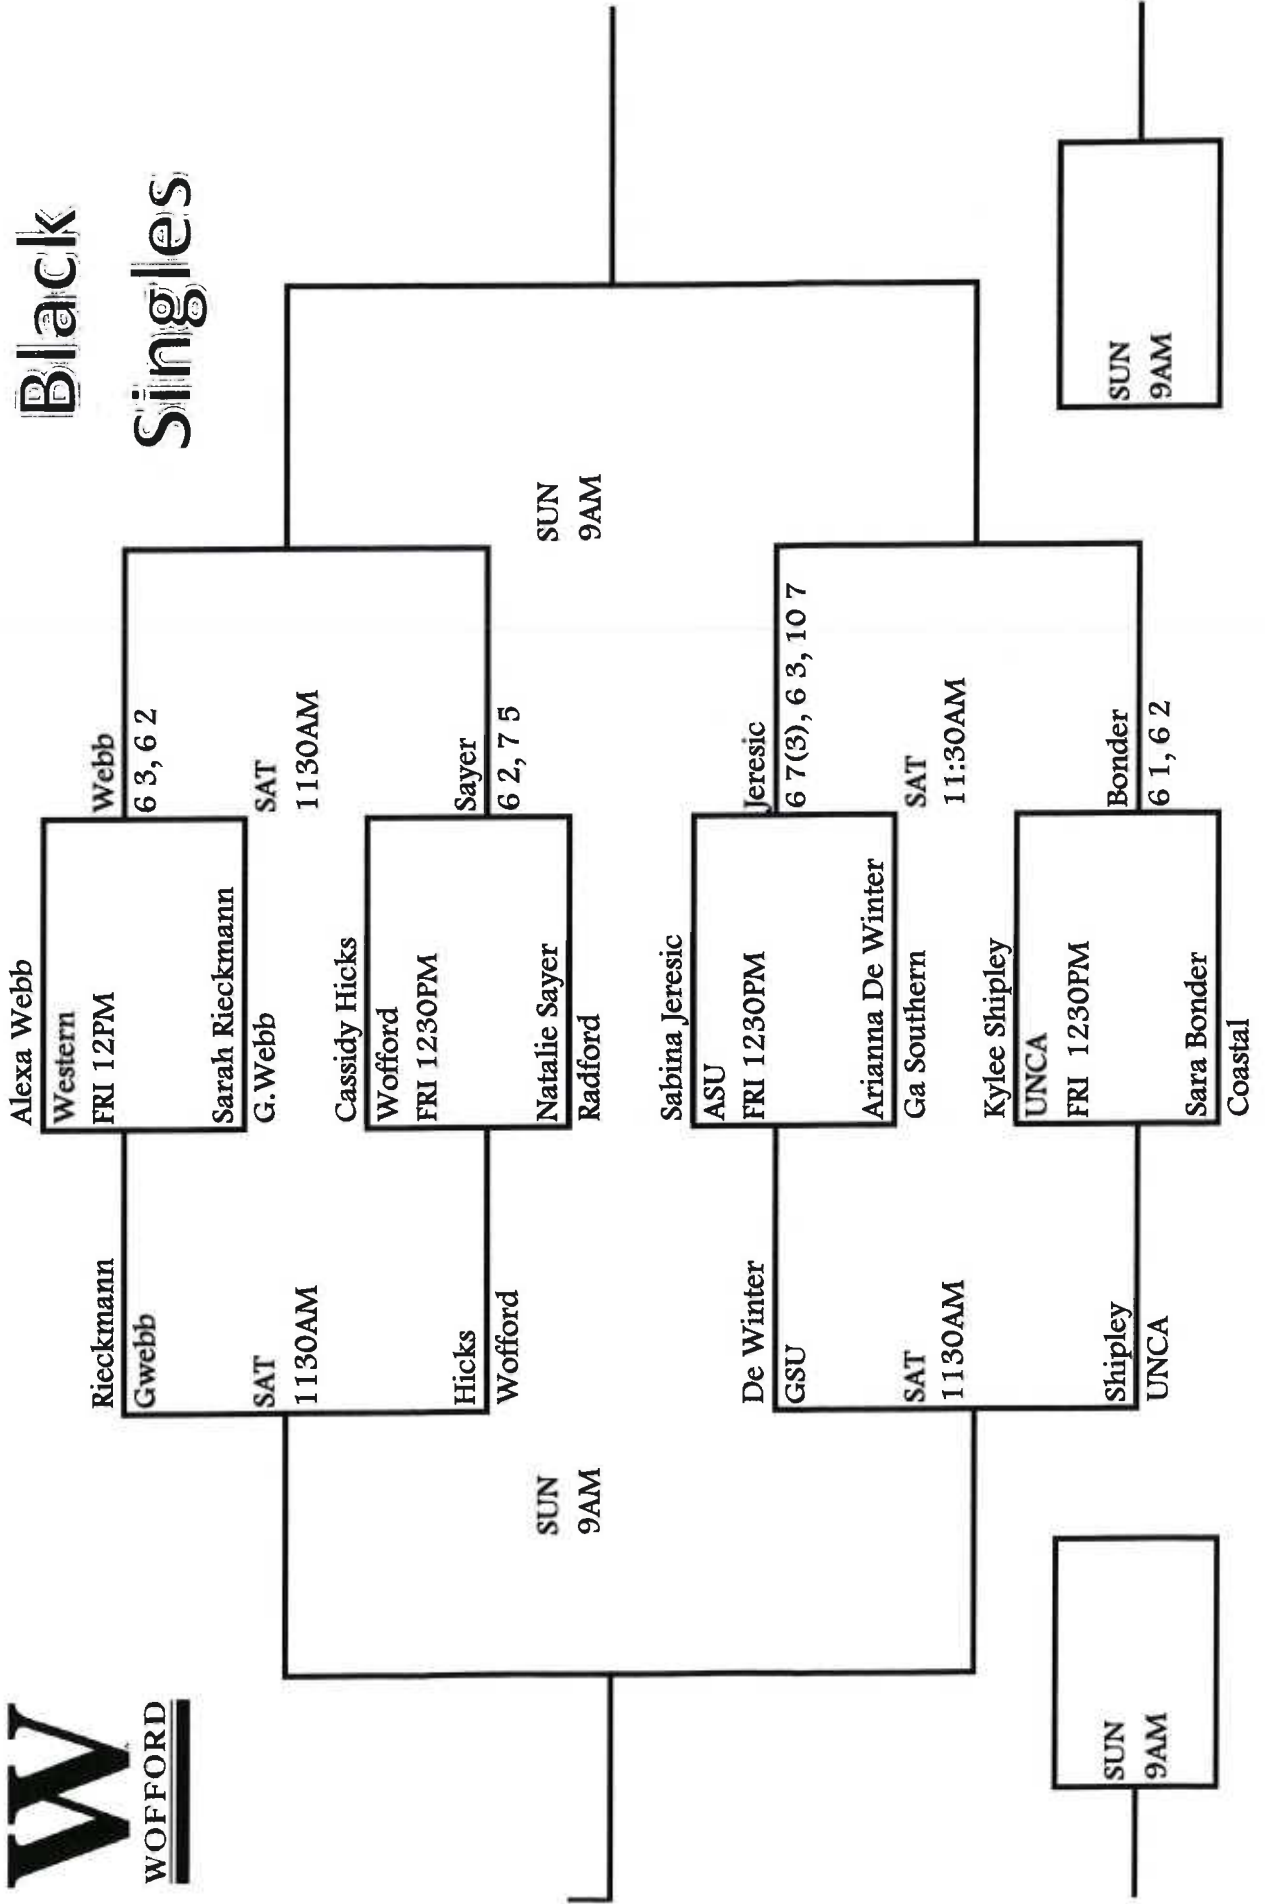 W
WOFFORD
Black
Singles
Alexa Webb
Western
FRI 12PM
Sarah Rieckmann
G.Webb
Cassidy Hicks
Wofford
FRI 1230PM
Natalie Sayer
Radford
Sabina Jeresic
ASU
FRI 1230PM
Arianna De Winter
Ga Southern
Kylee Shipley
UNCA
FRI 1230PM
Sara Bonder
Coastal
Webb
6 3, 6 2
SAT
1130AM
Sayer
6 2, 7 5
Jeresic
6 7(3), 6 3, 10 7
SAT
11:30AM
Bonder
6 1, 6 2
SUN
9AM
SUN
9AM
Rieckmann
Gwebb
SAT
1130AM
Hicks
Wofford
De Winter
GSU
SAT
1130AM
Shipley
UNCA
SUN
9AM
SUN
9AM